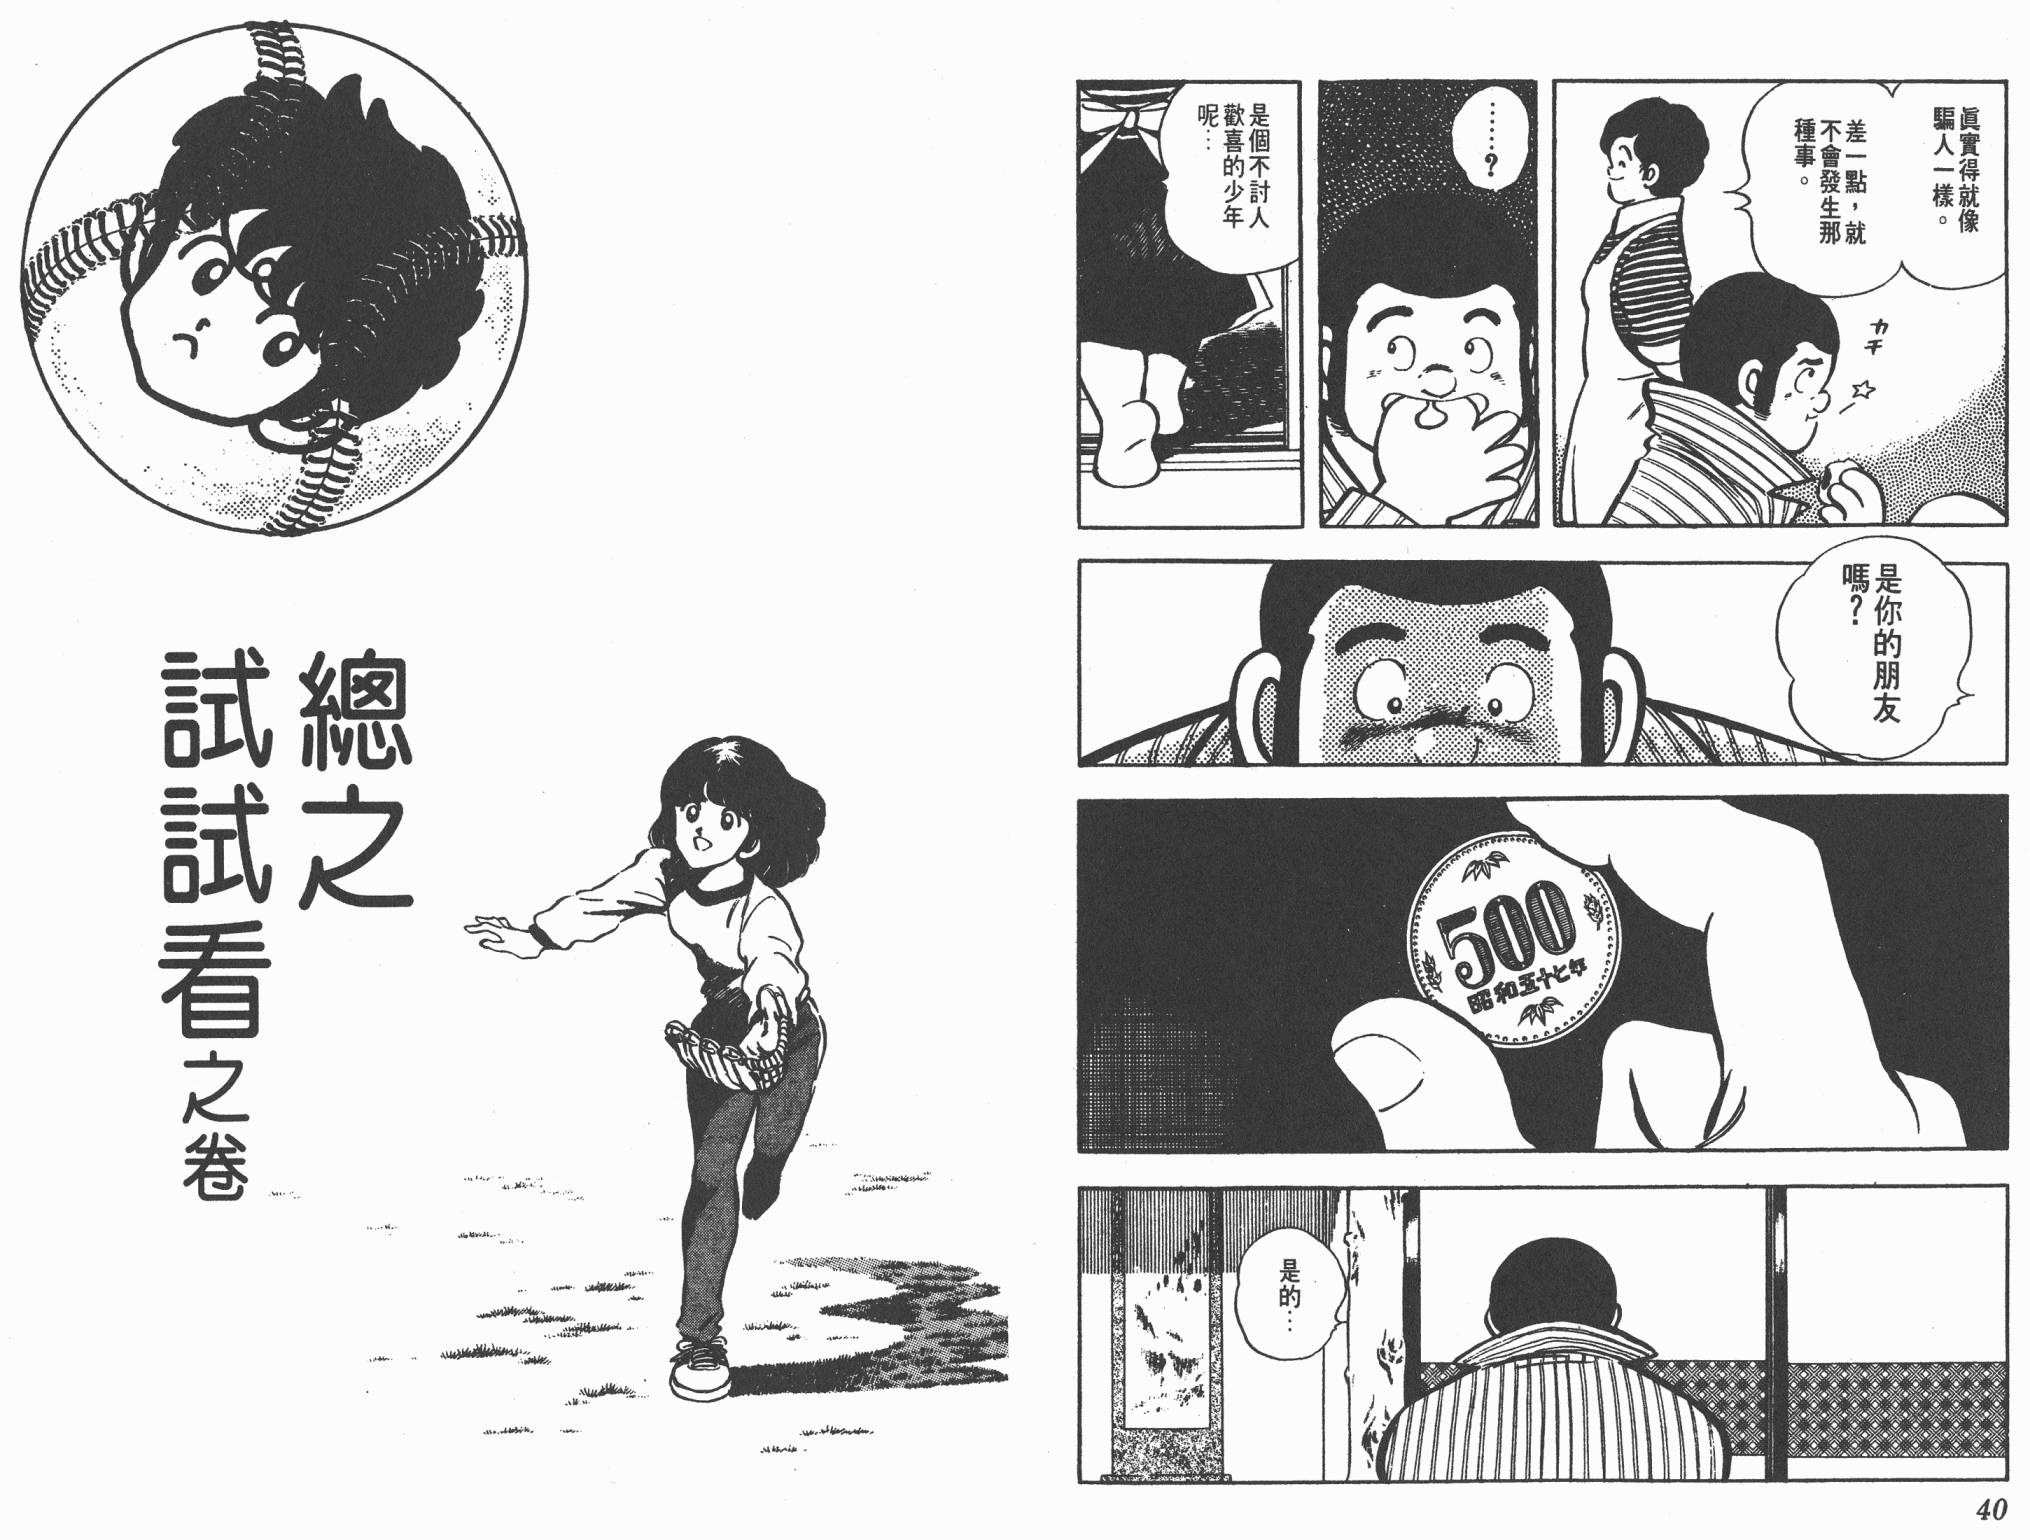 眞實得就像
騙人一樣。
差一點，就
不會發生那
種事。
カチ
……?
是個不討人
歡喜的少年
呢…
是你的朋友
嗎?
500
昭和五十七年
是的…
40
總之
試試看之卷